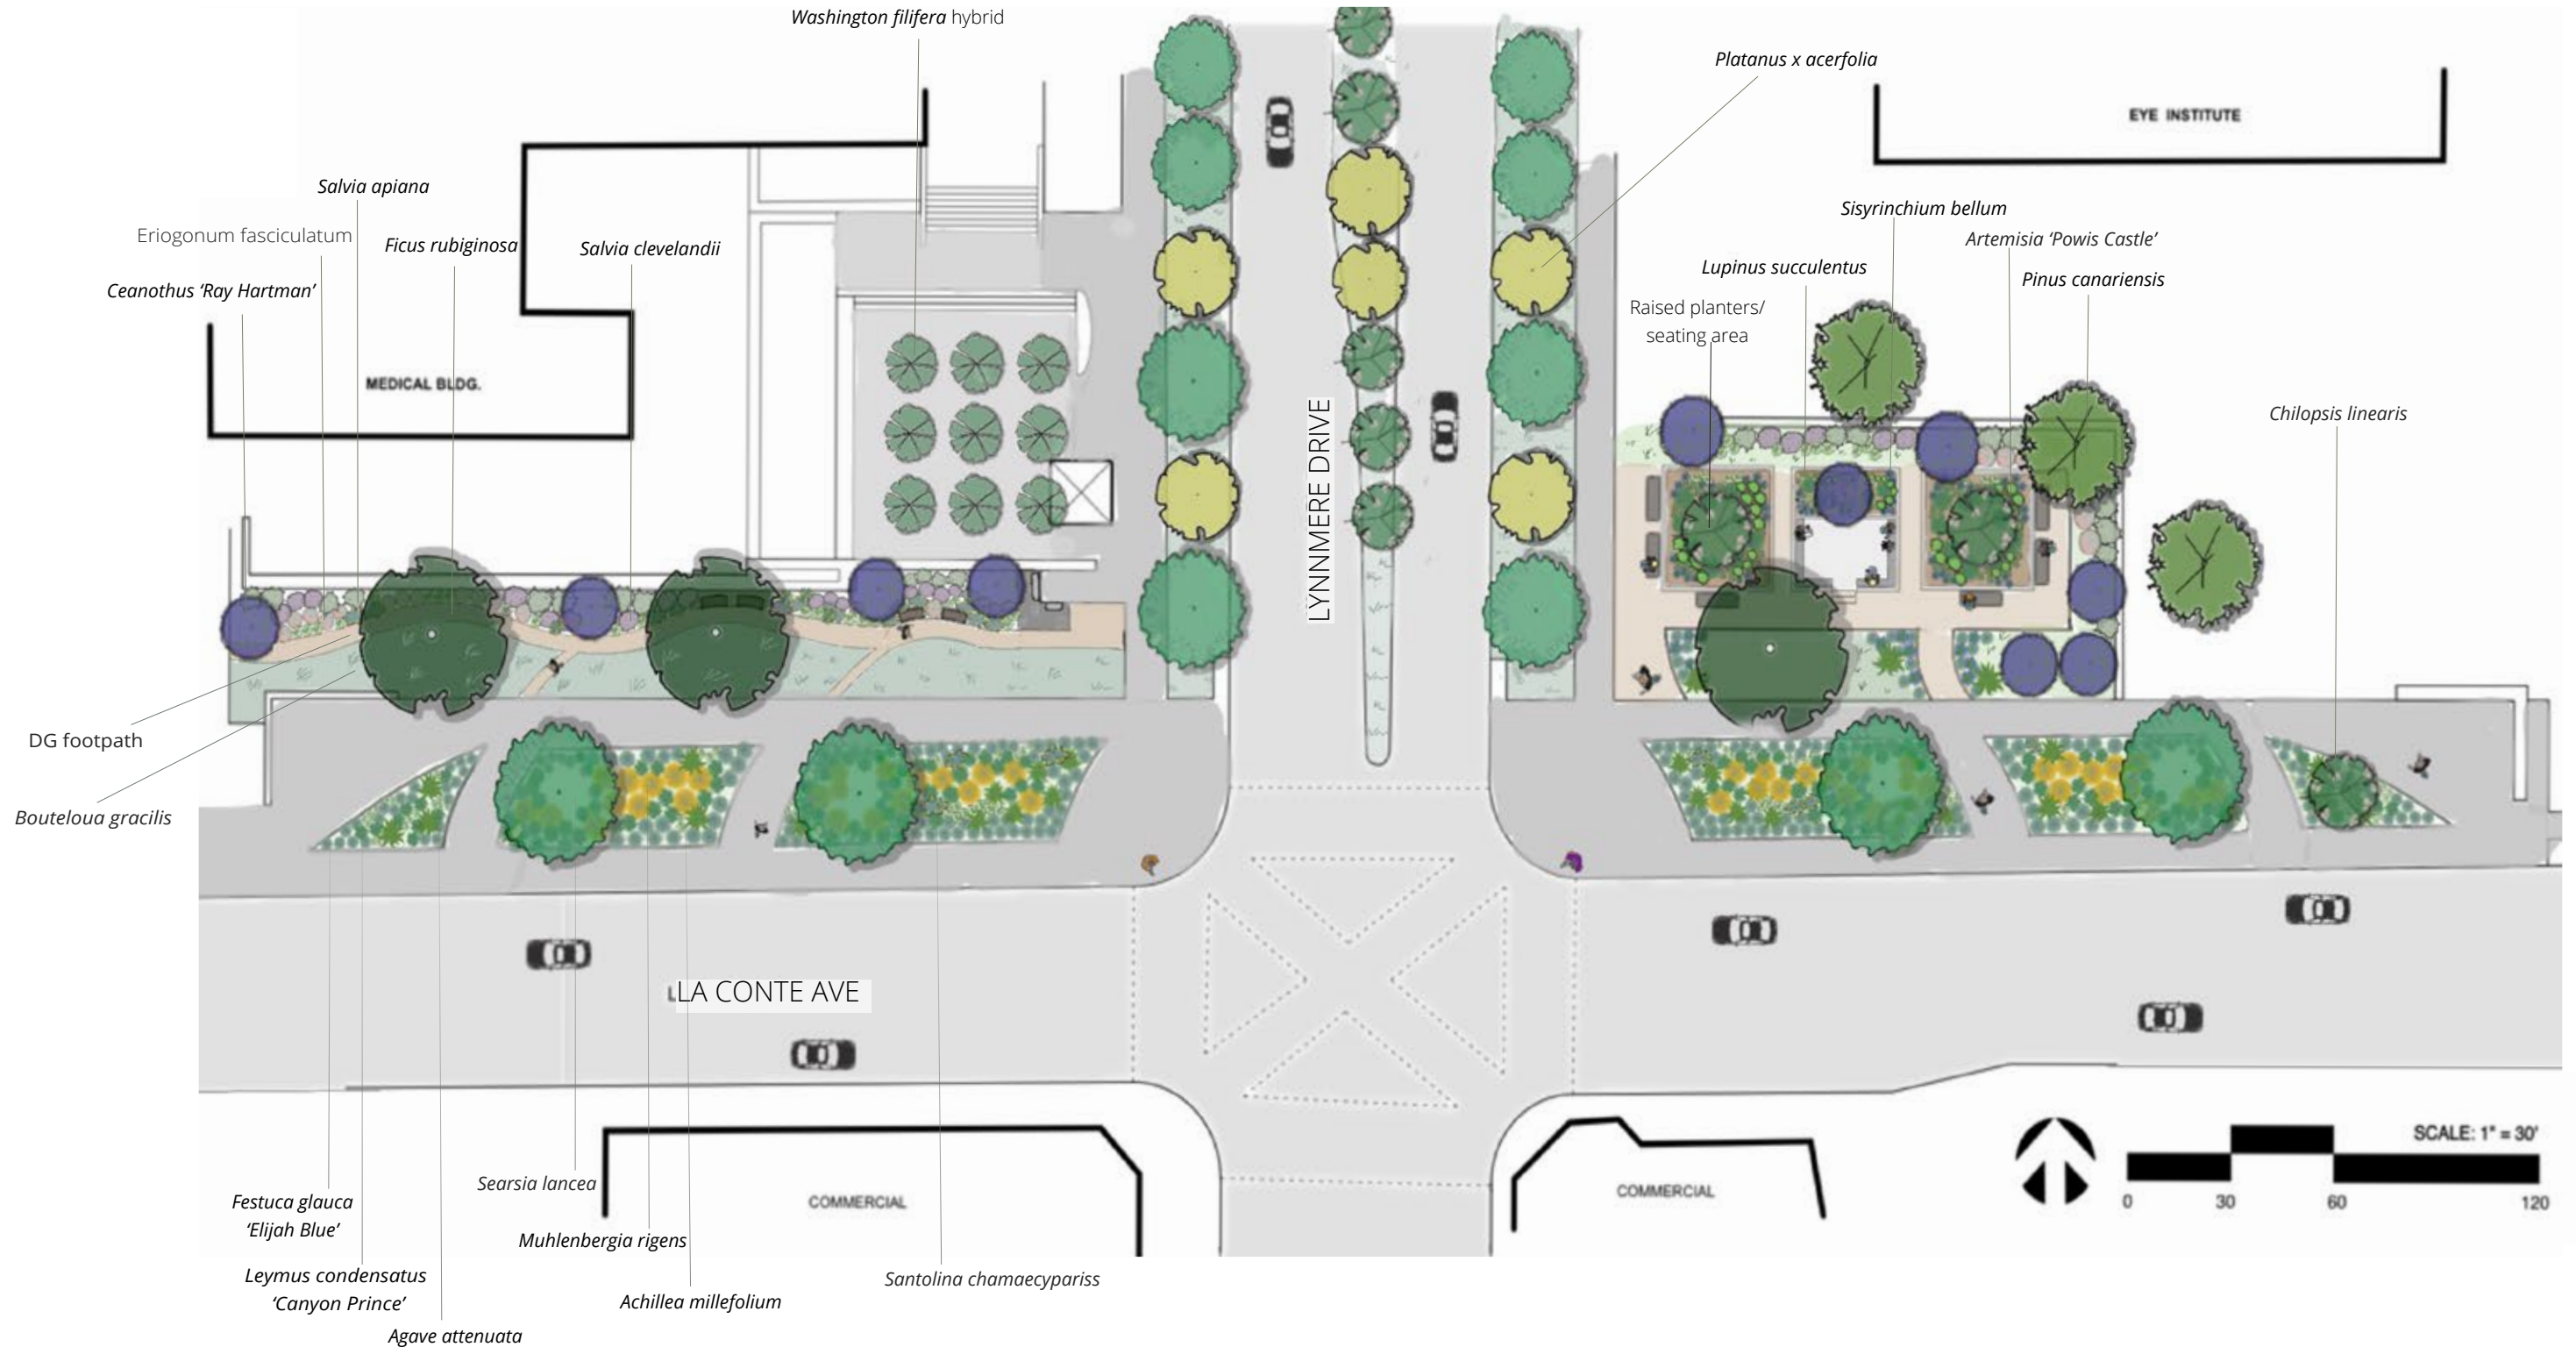 Washington filifera hybrid
Platanus x acerfolia
EYE INSTITUTE
Salvia apiana
Eriogonum fasciculatum
Ficus rubiginosa
Salvia clevelandii
Ceanothus ‘Ray Hartman’
Sisyrinchium bellum
Artemisia ‘Powis Castle’
Lupinus succulentus
Pinus canariensis
Raised planters/
seating area
MEDICAL BLDG.
LYNNMERE DRIVE
Chilopsis linearis
DG footpath
Bouteloua gracilis
LA CONTE AVE
SCALE: 1" = 30'
0 30 60 120
Searsia lancea
COMMERCIAL
COMMERCIAL
Festuca glauca
‘Elijah Blue’
Muhlenbergia rigens
Leymus condensatus
‘Canyon Prince’
Santolina chamaecypariss
Achillea millefolium
Agave attenuata